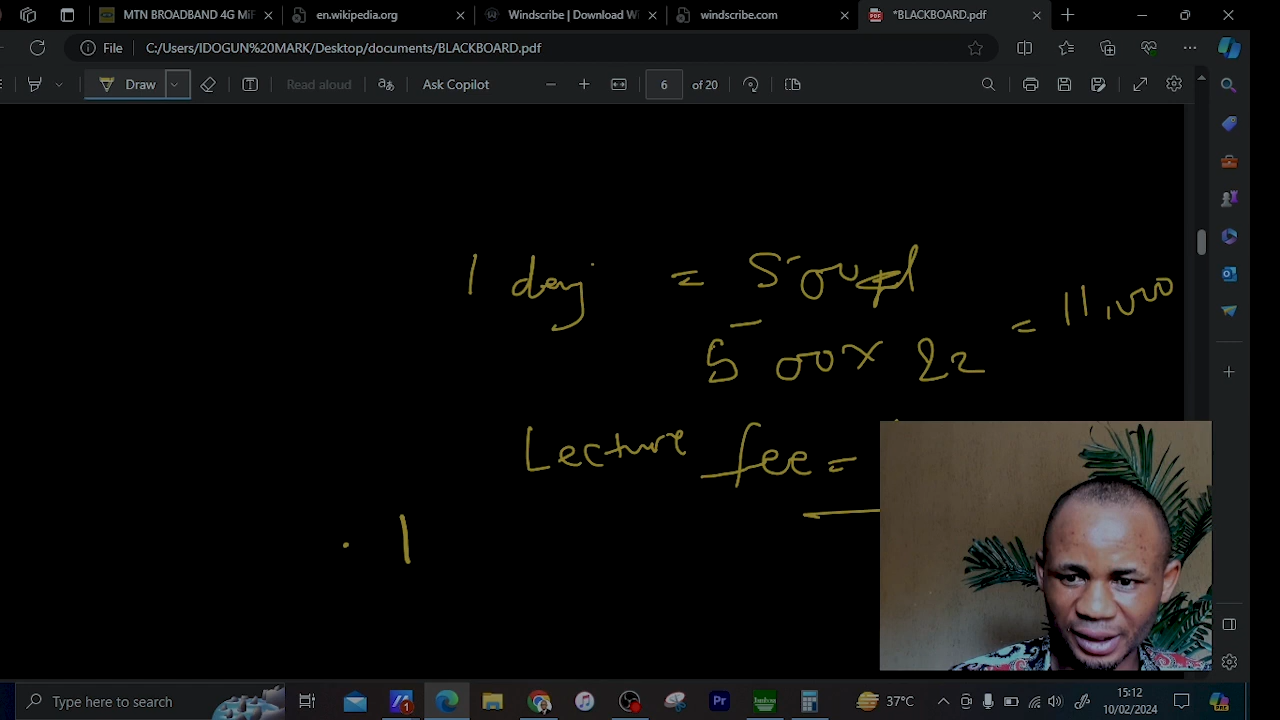 MTN BROADBAND 4G MiF
en.wikipedia.org
Windscribe | Download Wi
windscribe.com
*BLACKBOARD.pdf
File
C:/Users/IDOGUN%20MARK/Desktop/documents/BLACKBOARD.pdf
Draw
Read aloud
Ask Copilot
6
of 20
1 day =
500 x 22
= 11,000
Lecture fee =
1
Type here to search
37°C
15:12
10/02/2024